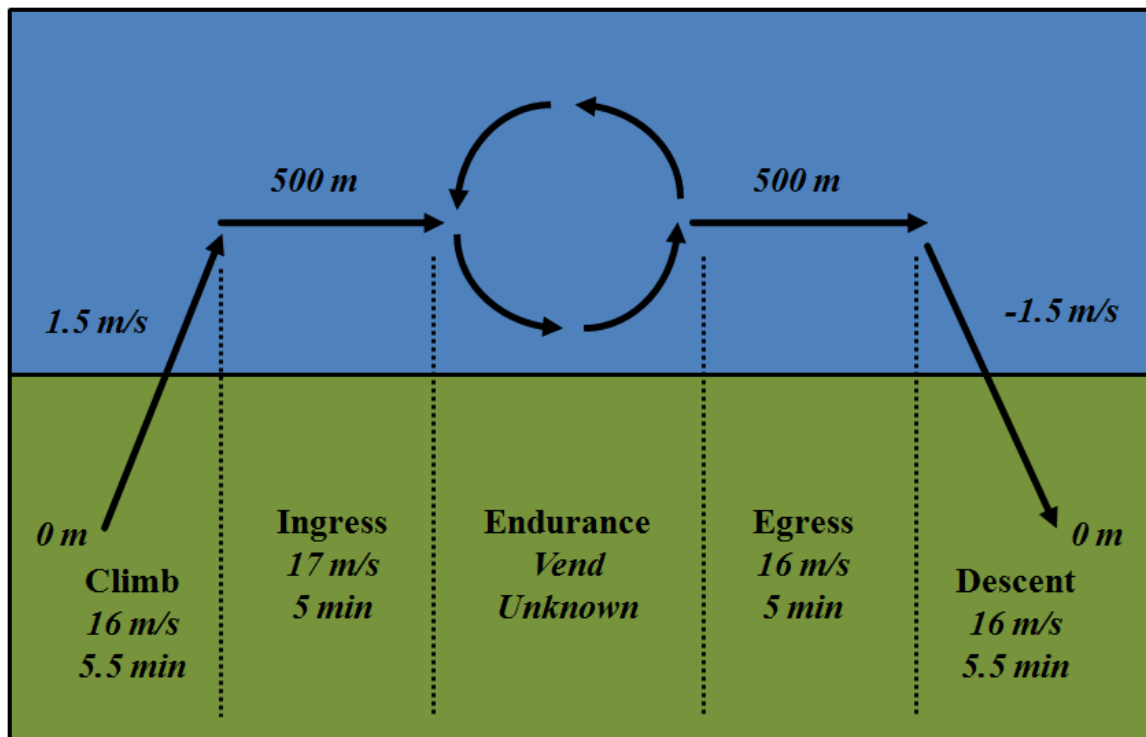 500 m
500 m
1.5 m/s
-1.5 m/s
0 m
Climb
16 m/s
5.5 min
Ingress
17 m/s
5 min
Endurance
Vend
Unknown
Egress
16 m/s
5 min
0 m
Descent
16 m/s
5.5 min